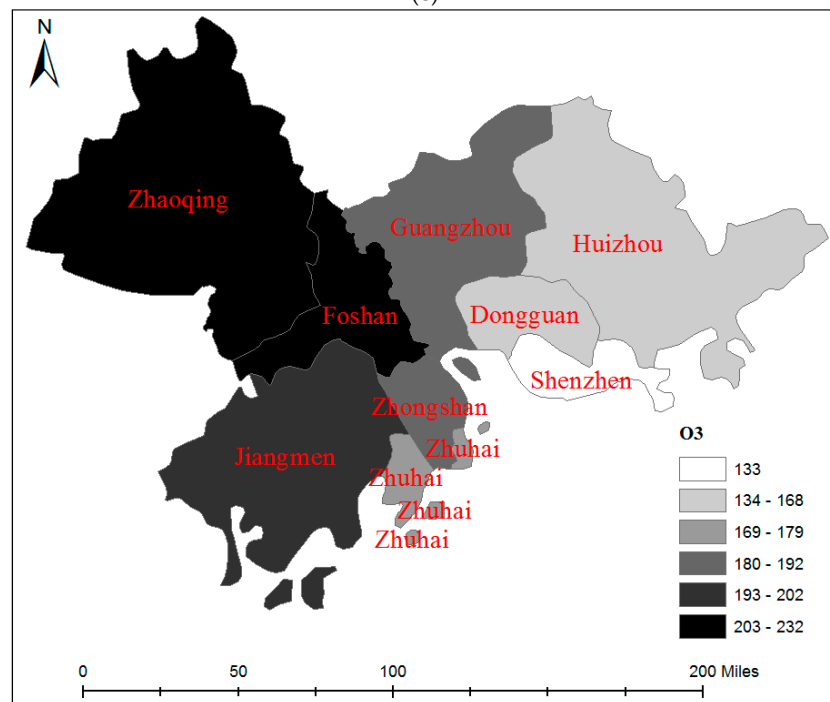 N
Zhaoqing
Guangzhou
Huizhou
Foshan
Dongguan
Shenzhen
Zhongshan
Jiangmen
Zhuhai
Zhuhai
Zhuhai
Zhuhai
O3
133
134 - 168
169 - 179
180 - 192
193 - 202
203 - 232
0 50 100 200 Miles